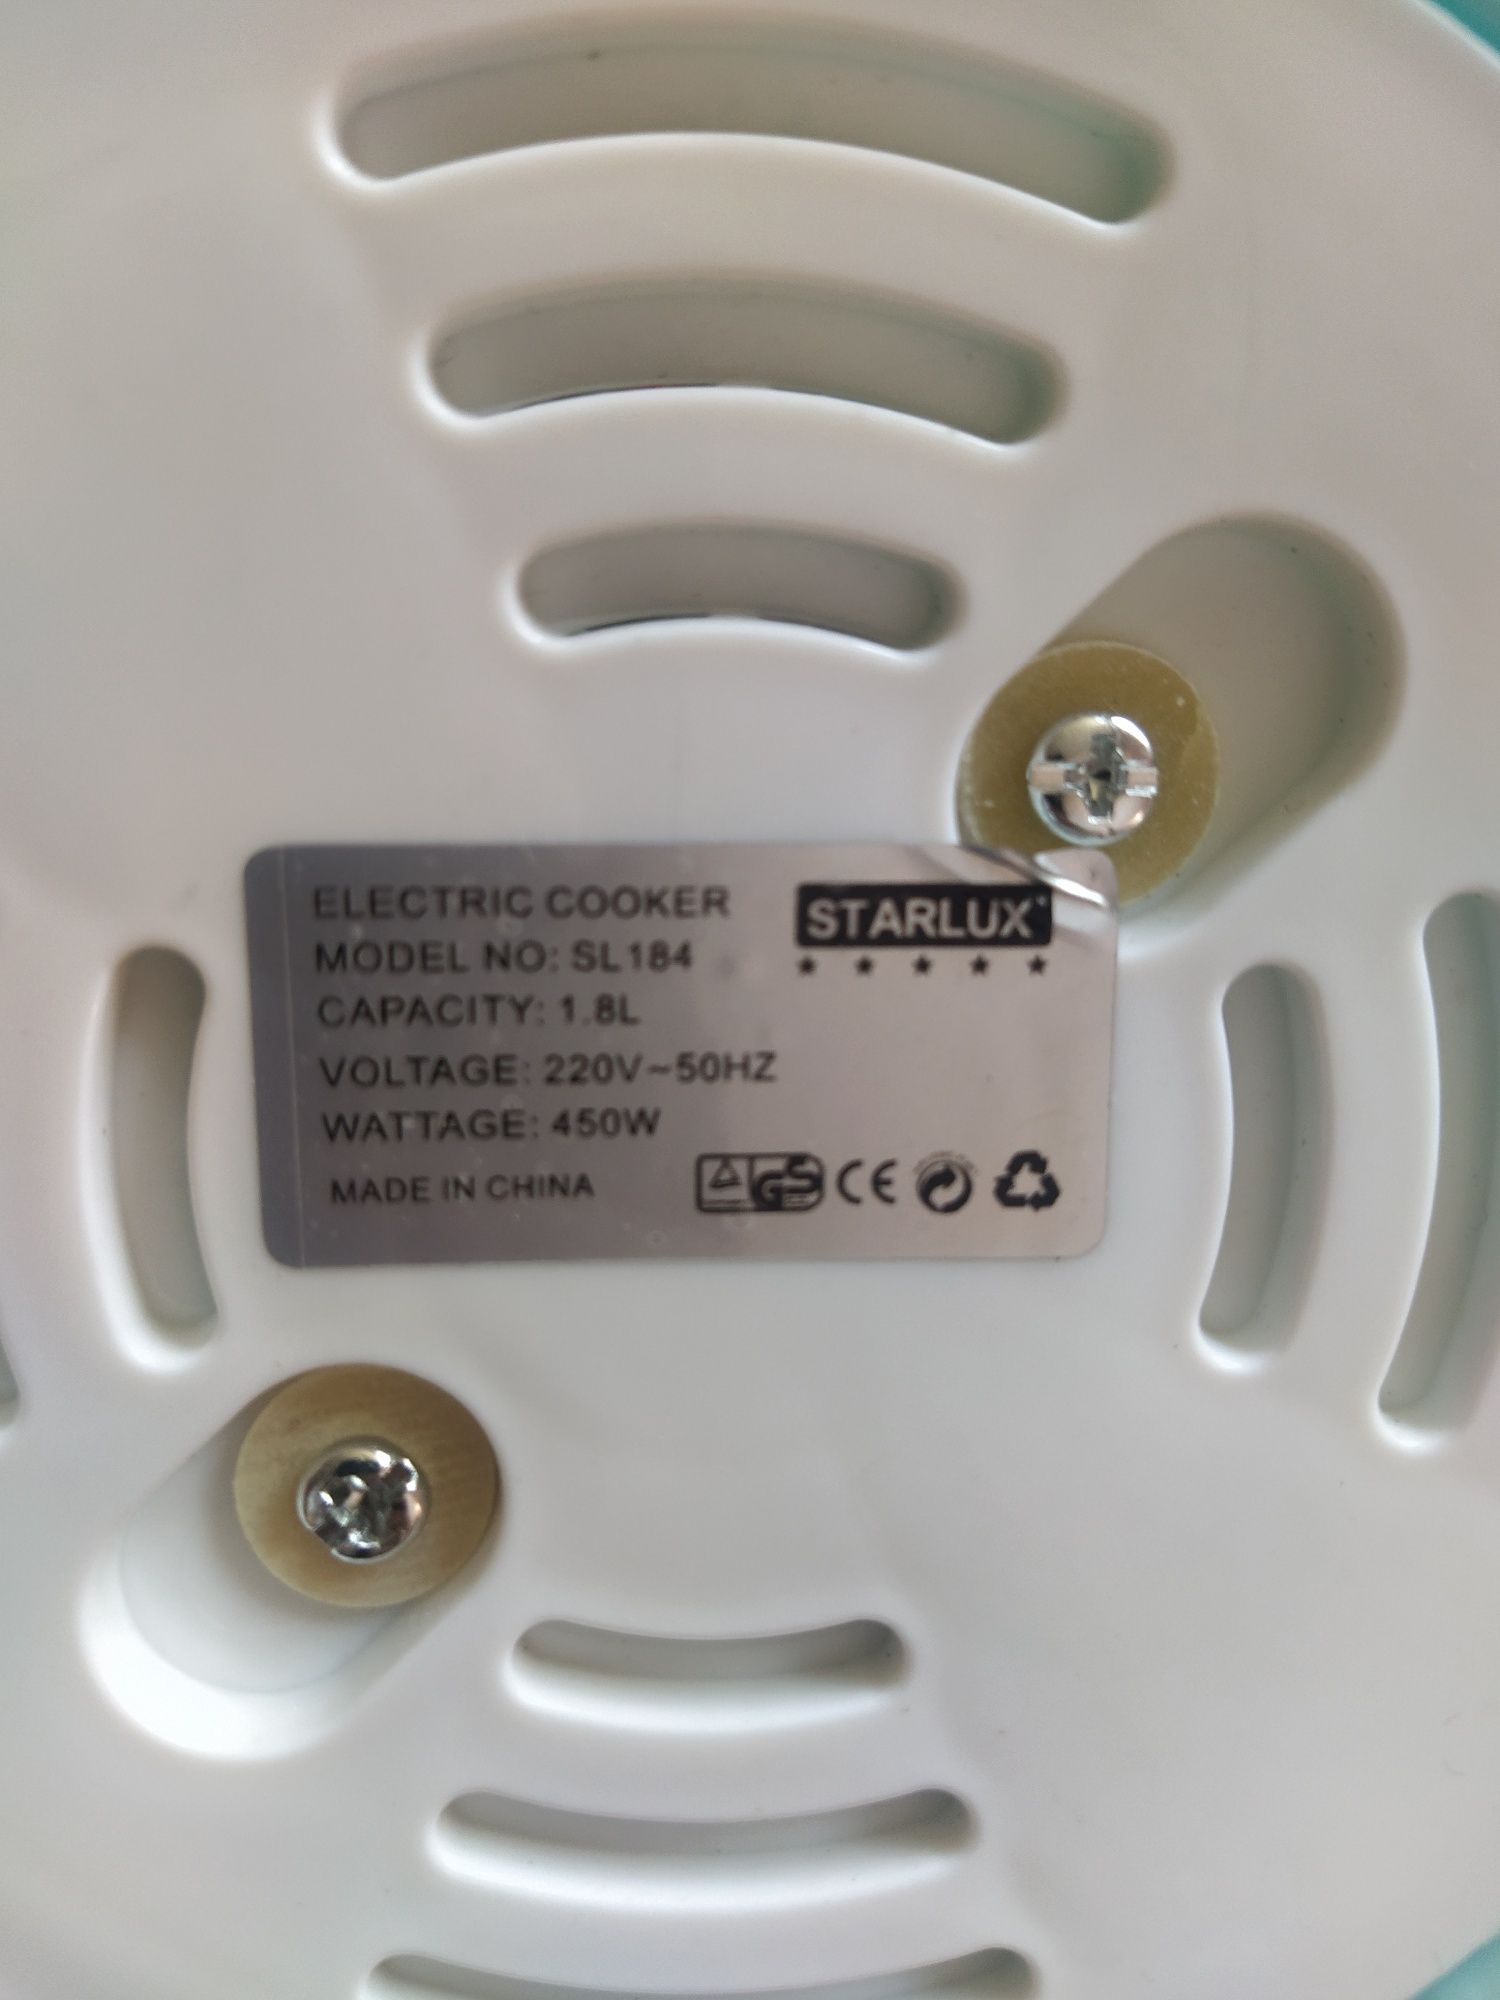 ELECTRIC COOKER
STARLUX
MODEL NO: SL184
CAPACITY: 1.8L
VOLTAGE: 220V~50HZ
WATTAGE: 450W
MADE IN CHINA
GS
CE